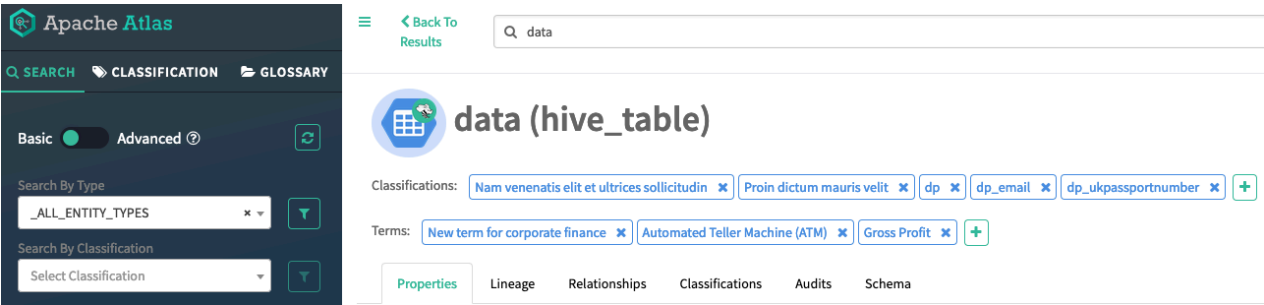 Apache Atlas
SEARCH CLASSIFICATION GLOSSARY
Basic Advanced
Search By Type
_ALL_ENTITY_TYPES
Search By Classification
Select Classification
Back To
Results
data
data (hive_table)
Classifications: Nam venenatis elit et ultrices sollicitudin Proin dictum mauris velit dp dp_email dp_ukpassportnumber
Terms: New term for corporate finance Automated Teller Machine (ATM) Gross Profit
Properties Lineage Relationships Classifications Audits Schema